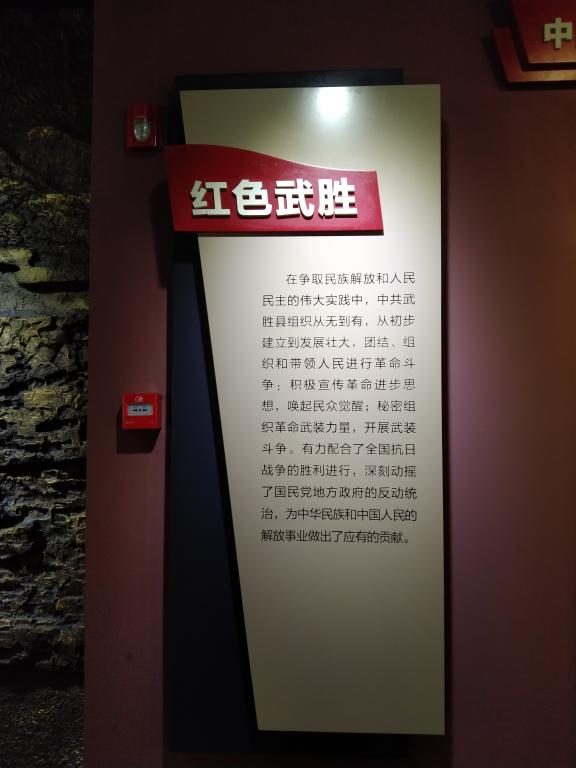 中
红色武胜
在争取民族解放和人民
民主的伟大实践中，中共武
胜县组织从无到有，从初步
建立到发展壮大，团结、组
织和带领人民进行革命斗
争；积极宣传革命进步思
想，唤起民众觉醒；秘密组
织革命武装力量，开展武装
斗争。有力配合了全国抗日
战争的胜利进行，深刻动摇
了国民党地方政府的反动统
治，为中华民族和中国人民的
解放事业做出了应有的贡献。